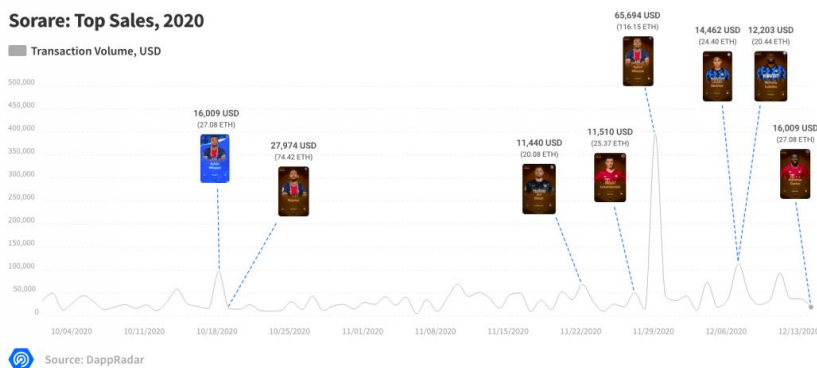 Sorare: Top Sales, 2020
Transaction Volume, USD
65,694 USD
(116.15 ETH)
14,462 USD
(24.40 ETH)
12,203 USD
(20.44 ETH)
16,009 USD
(27.08 ETH)
27,974 USD
(74.42 ETH)
11,440 USD
(20.08 ETH)
11,510 USD
(25.37 ETH)
16,009 USD
(27.08 ETH)
500,000
450,000
400,000
350,000
300,000
250,000
200,000
150,000
100,000
50,000
0
10/04/2020
10/11/2020
10/18/2020
10/25/2020
11/01/2020
11/08/2020
11/15/2020
11/22/2020
11/29/2020
12/06/2020
12/13/2020
Source: DappRadar